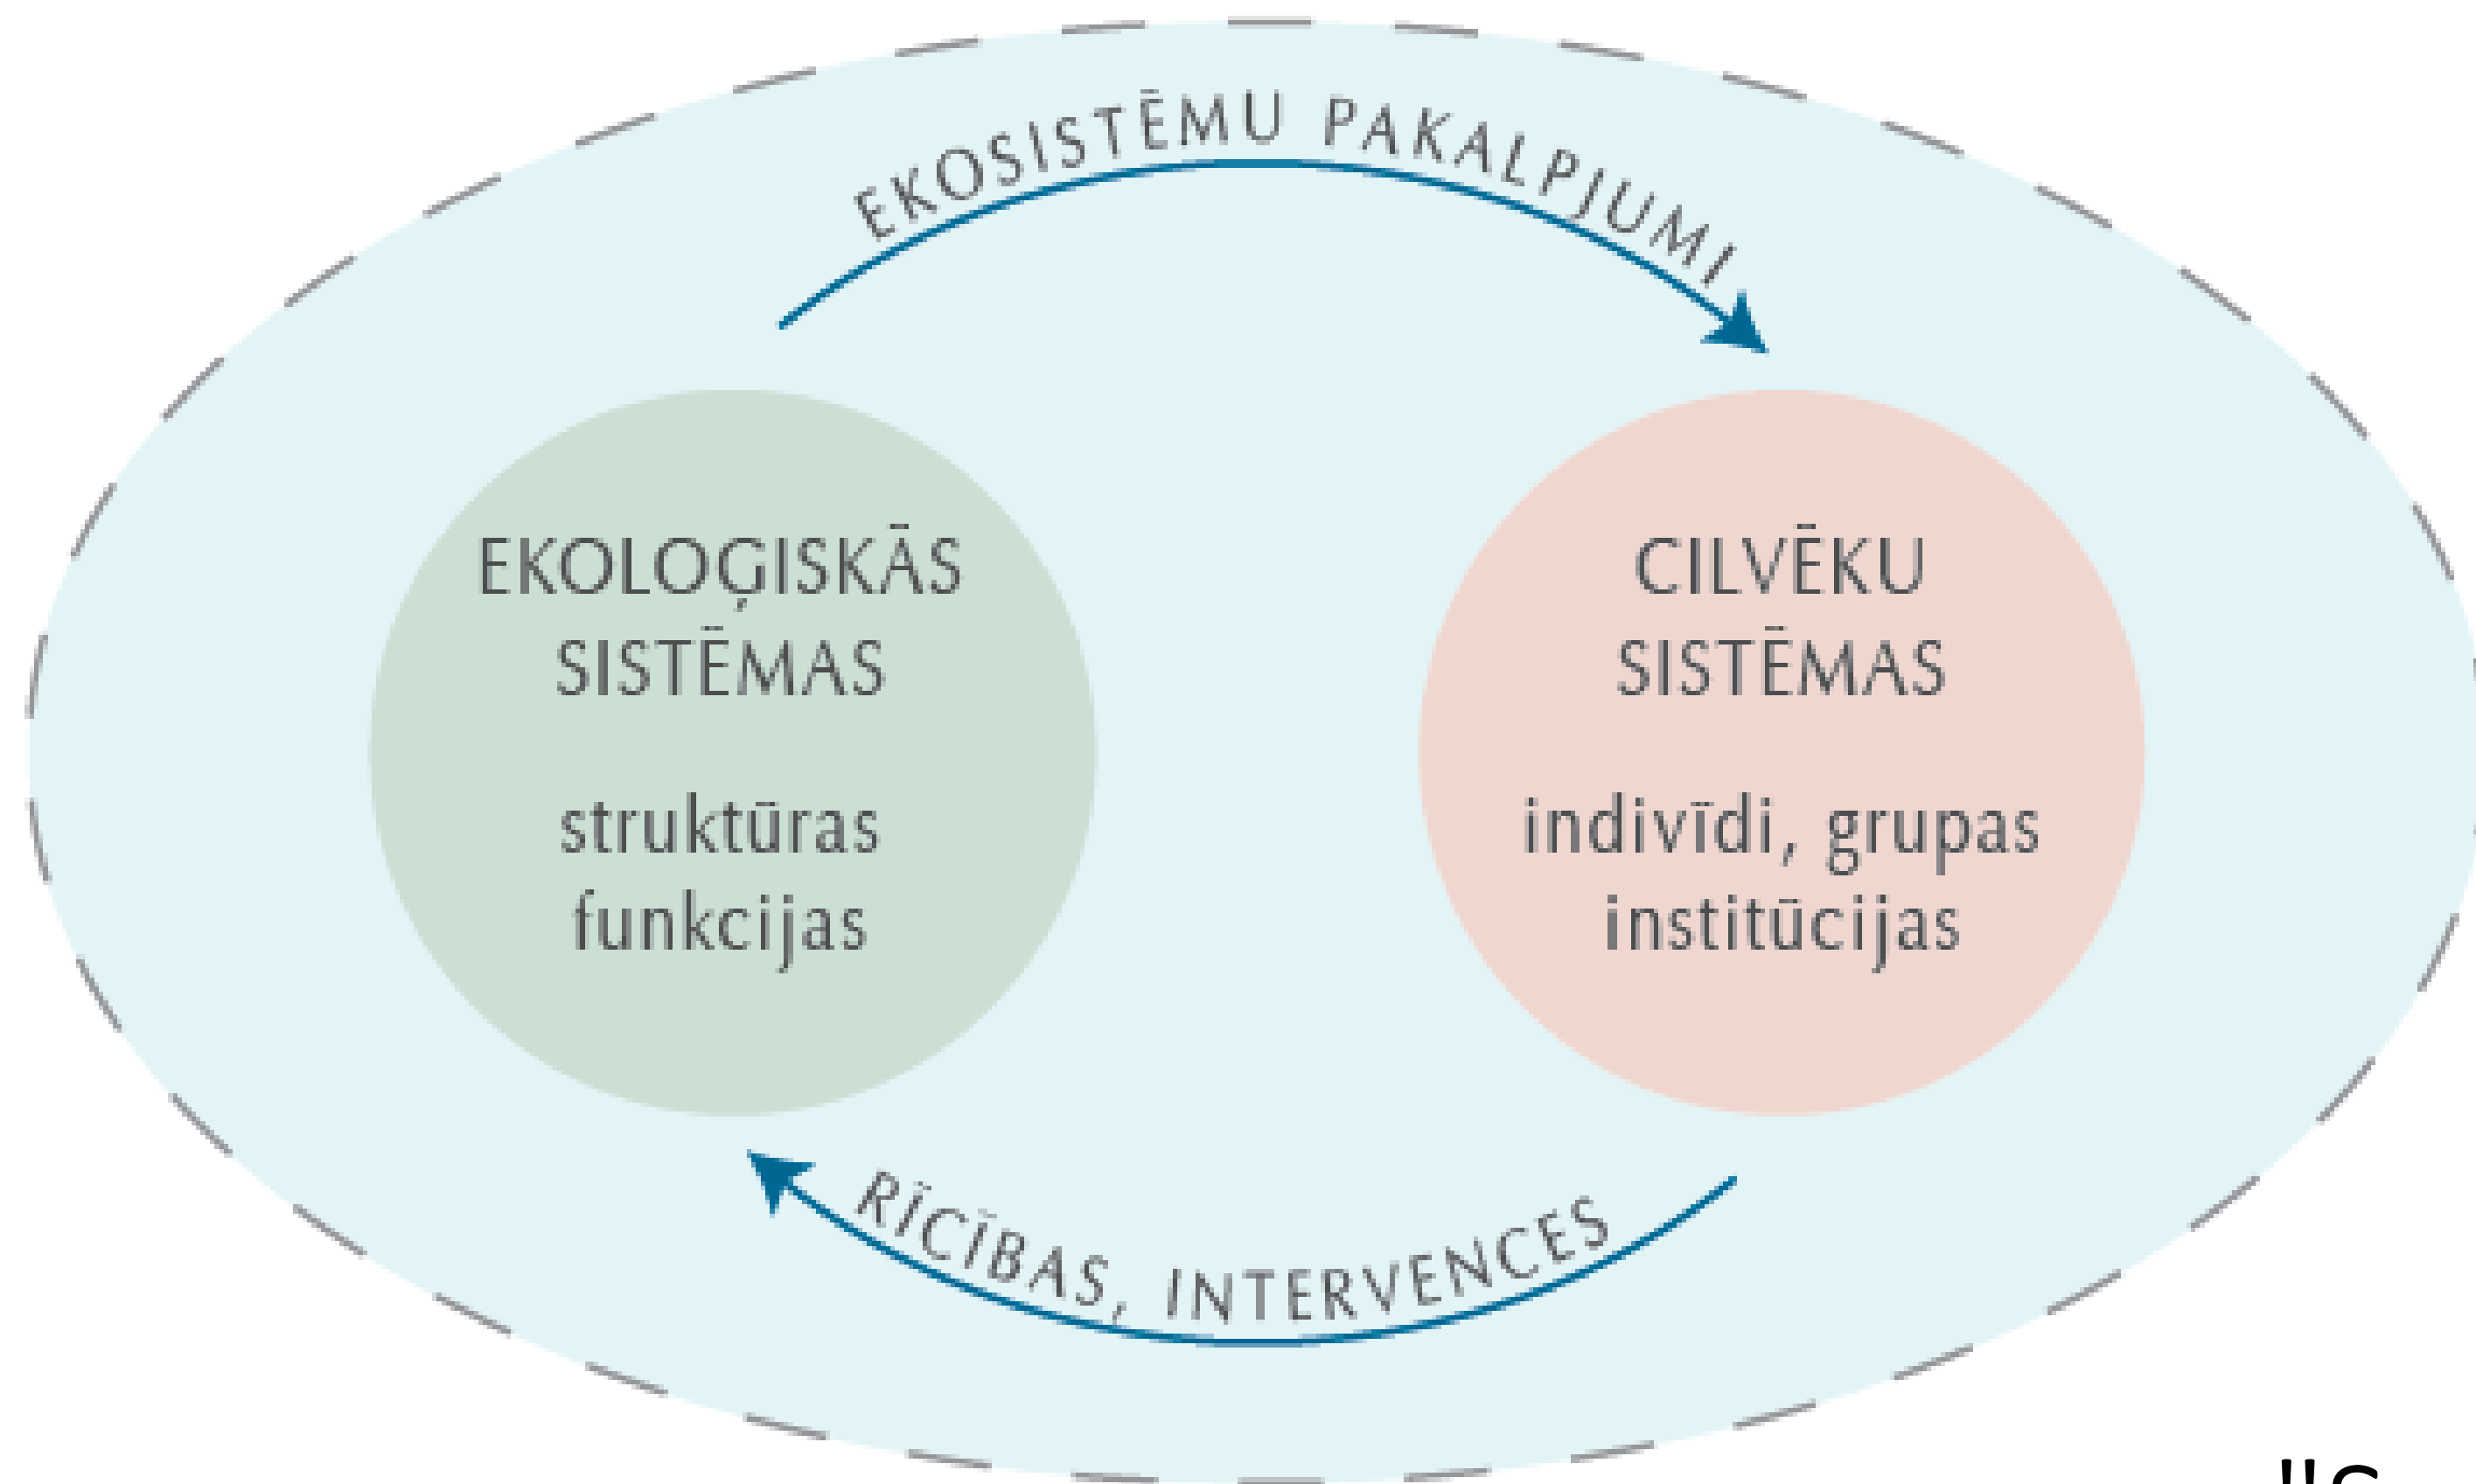 EKOSISTĒMU PAKALPJUMI
EKOLOĢISKĀS
SISTĒMAS
struktūras
funkcijas
CILVĒKU
SISTĒMAS
indivīdi, grupas
institūcijas
RĪCĪBAS, INTERVENCES